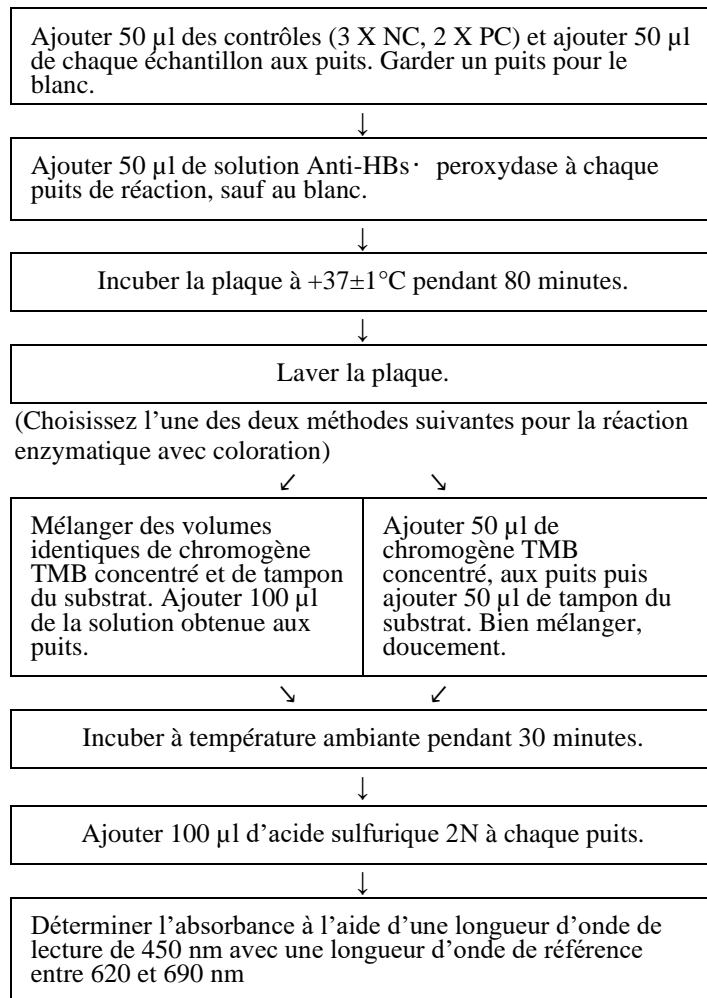 Ajouter 50 µl des contrôles (3 X NC, 2 X PC) et ajouter 50 µl
de chaque échantillon aux puits. Garder un puits pour le
blanc.
↓
Ajouter 50 µl de solution Anti-HBs· peroxydase à chaque
puits de réaction, sauf au blanc.
↓
Incuber la plaque à +37±1°C pendant 80 minutes.
↓
Laver la plaque.
(Choisissez l’une des deux méthodes suivantes pour la réaction
enzymatique avec coloration)
↙ ↘
Mélanger des volumes
identiques de chromogène
TMB concentré et de tampon
du substrat. Ajouter 100 µl
de la solution obtenue aux
puits.
Ajouter 50 µl de
chromogène TMB
concentré, aux puits puis
ajouter 50 µl de tampon du
substrat. Bien mélanger,
doucement.
↘ ↙
Incuber à température ambiante pendant 30 minutes.
↓
Ajouter 100 µl d’acide sulfurique 2N à chaque puits.
↓
Déterminer l’absorbance à l’aide d’une longueur d’onde de
lecture de 450 nm avec une longueur d’onde de référence
entre 620 et 690 nm